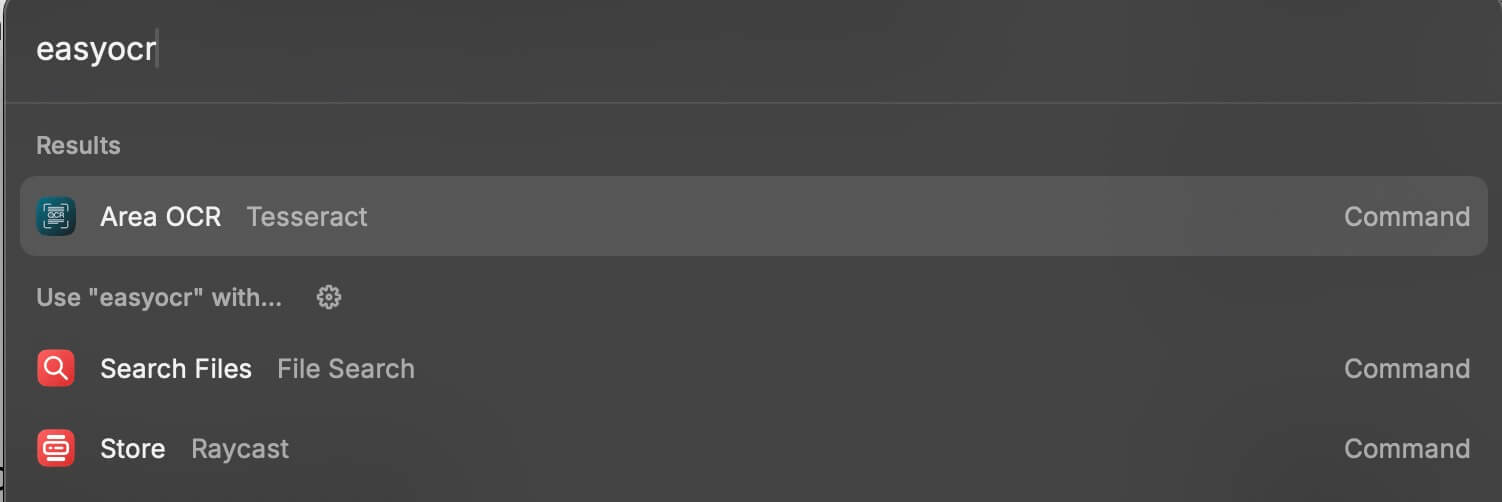 easyocr
Results
OCR
Area OCR Tesseract Command
Use "easyocr" with...
Search Files File Search Command
Store Raycast Command